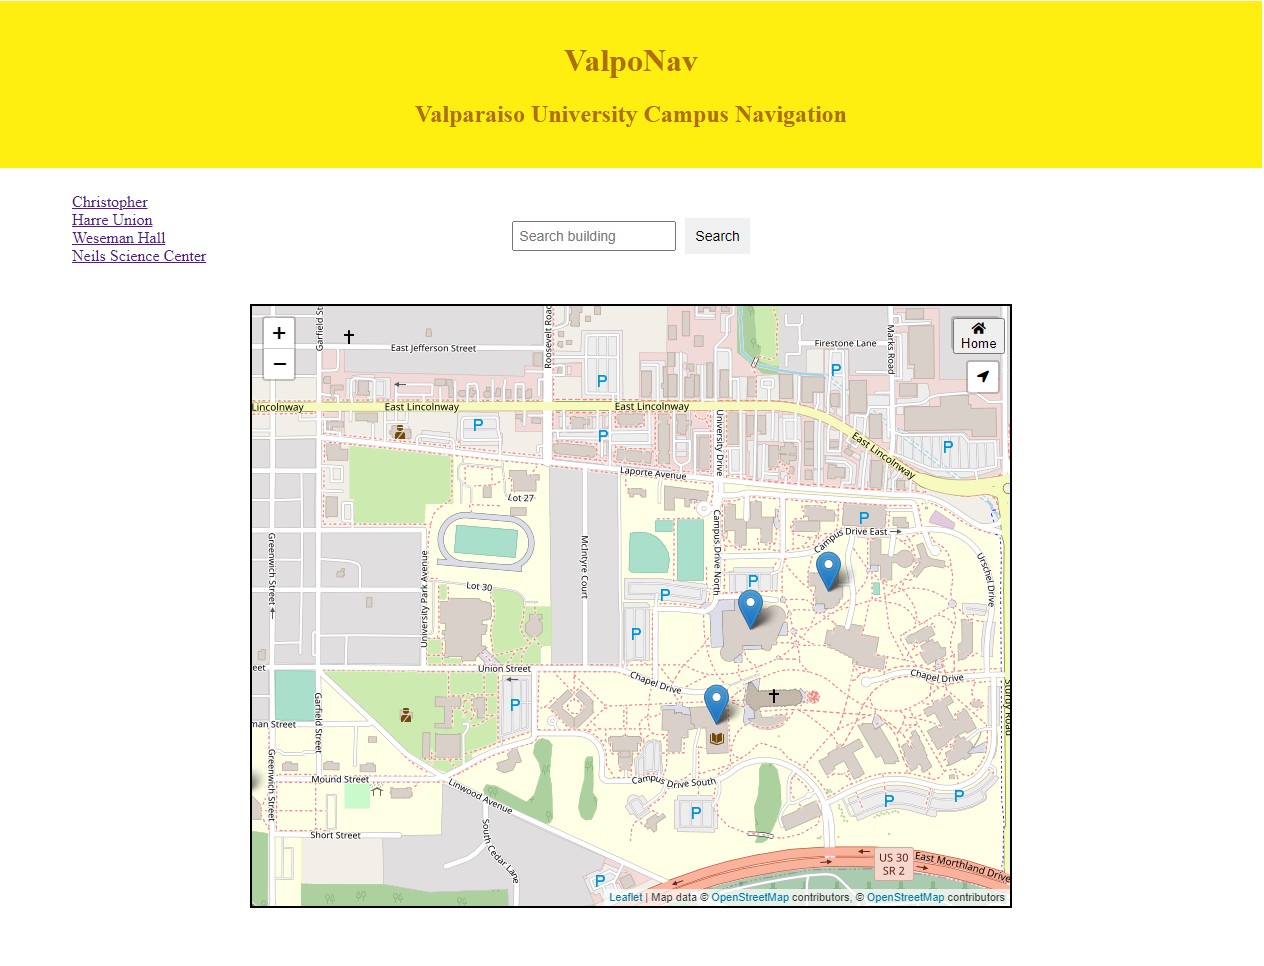 ValpoNav
Valparaiso University Campus Navigation
Christopher
Harre Union
Weseman Hall
Neils Science Center
Search building
Search
+
−
Home
Garfield St
Roosevelt Road
Marks Road
East Jefferson Street
Firestone Lane
P
P
Lincolnway
East Lincolnway
East Lincolnway
East Lincolnway
P
P
P
University Drive
Laporte Avenue
Lot 27
P
Campus Drive North
Campus Drive East
Greenwich Street
McIntyre Court
University Park Avenue
Urschel Drive
Lot 30
P
P
P
eet
Union Street
Chapel Drive
Chapel Drive
Sturdy Road
P
man Street
Garfield Street
Greenwich Street
Mound Street
Linwood Avenue
Campus Drive South
P
P
P
Short Street
South Cedar Lane
US 30
SR 2
East Morthland Drive
P
Leaflet | Map data © OpenStreetMap contributors, © OpenStreetMap contributors